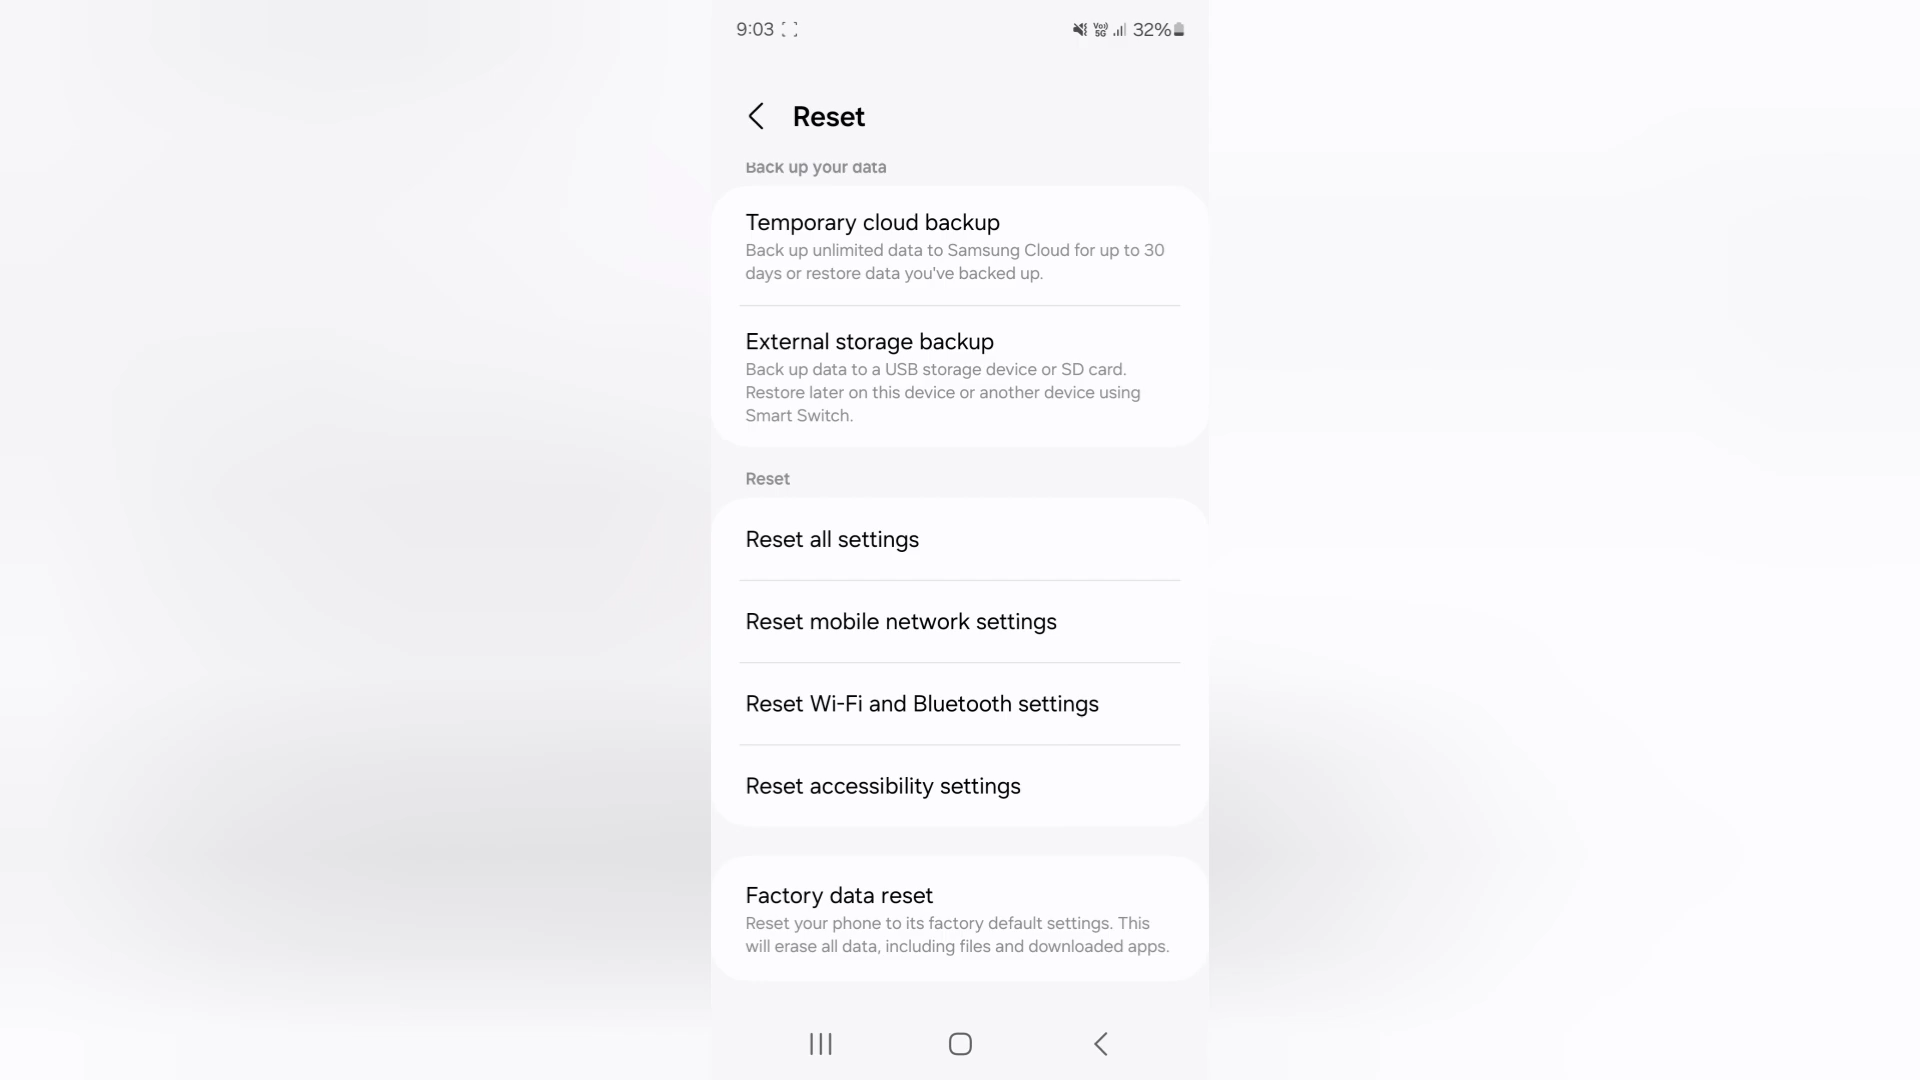 9:03 Vo) 5G 32%
Reset
Back up your data
Temporary cloud backup
Back up unlimited data to Samsung Cloud for up to 30
days or restore data you've backed up.
External storage backup
Back up data to a USB storage device or SD card.
Restore later on this device or another device using
Smart Switch.
Reset
Reset all settings
Reset mobile network settings
Reset Wi-Fi and Bluetooth settings
Reset accessibility settings
Factory data reset
Reset your phone to its factory default settings. This
will erase all data, including files and downloaded apps.